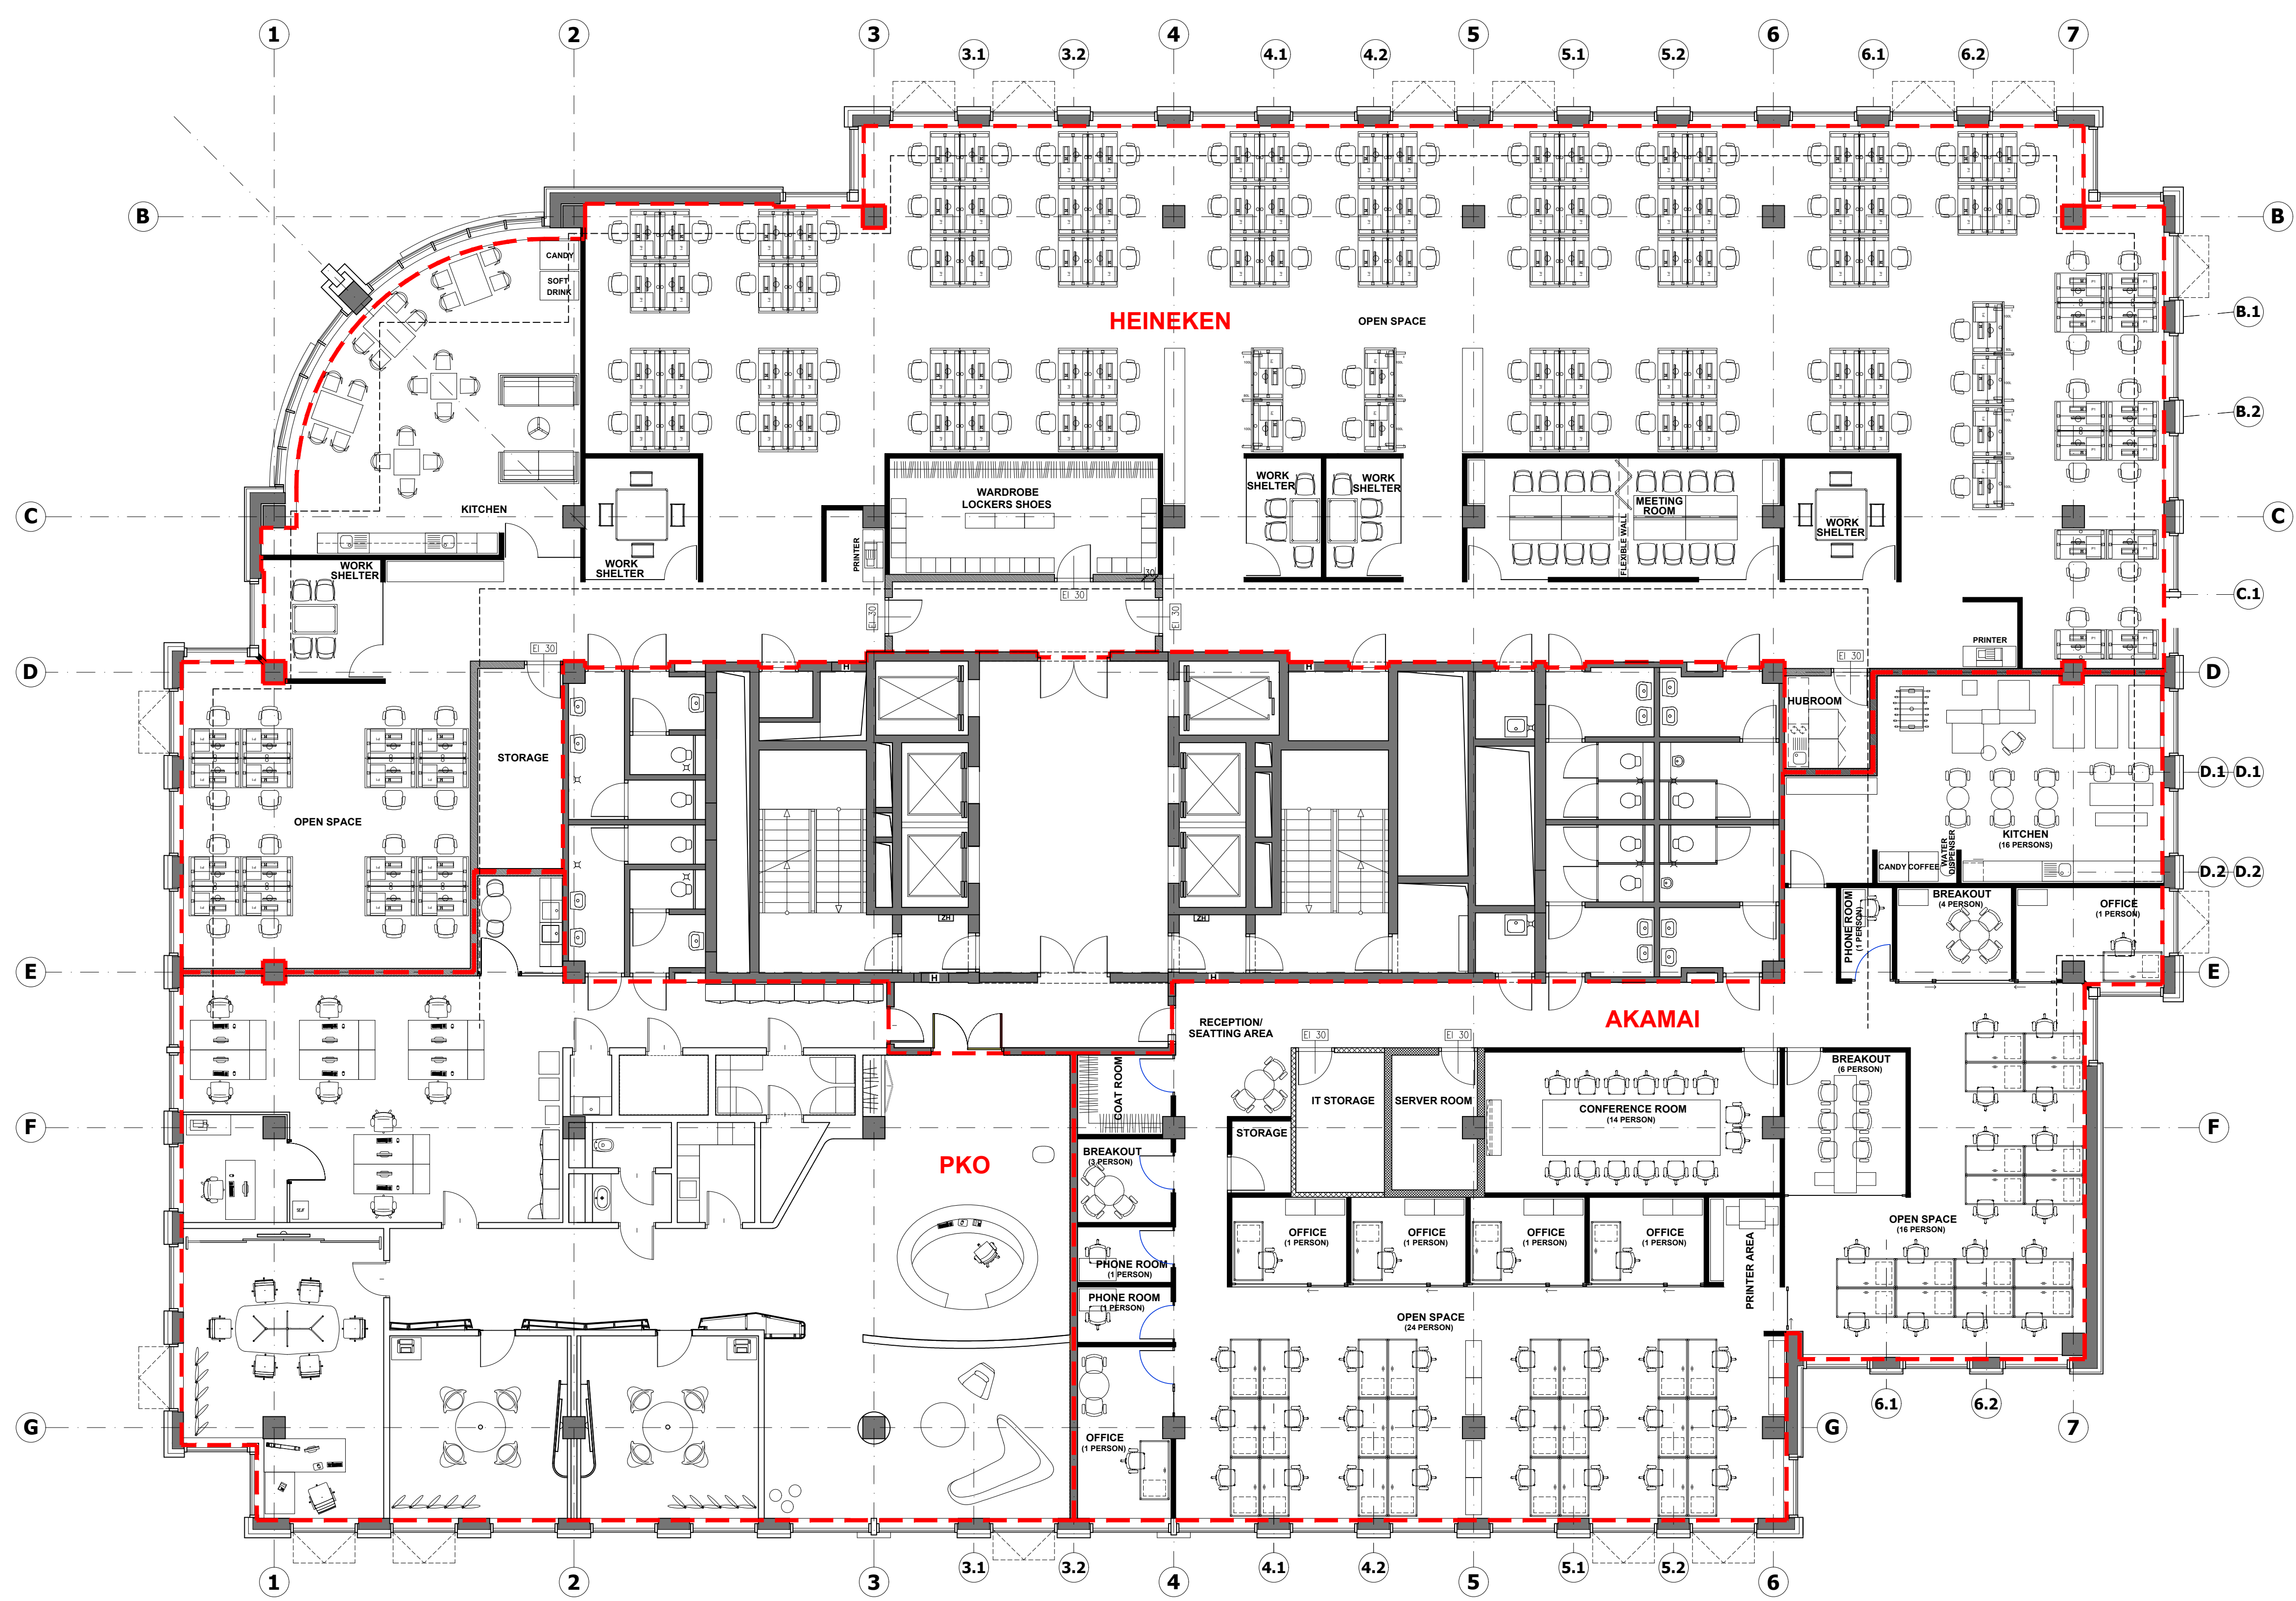 1
2
3
3.1
3.2
4
4.1
4.2
5
5.1
5.2
6
6.1
6.2
7
B
B
CANDY
SOFT
DRINK
HEINEKEN
OPEN SPACE
B.1
B.2
C
C
KITCHEN
WORK
SHELTER
WORK
SHELTER
PRINTER
WARDROBE
LOCKERS SHOES
WORK
SHELTER
WORK
SHELTER
FLEXIBLE WALL
MEETING
ROOM
WORK
SHELTER
30
EI 30
EI 30
EI 30
C.1
PRINTER
D
D
EI 30
EI 30
H
H
HUBROOM
STORAGE
OPEN SPACE
D.1
D.1
KITCHEN
(16 PERSONS)
WATER
DISPENSER
CANDY
COFFEE
D.2
D.2
PHONE ROOM
(1 PERSON)
BREAKOUT
(4 PERSON)
OFFICE
(1 PERSON)
ZH
ZH
E
E
H
H
RECEPTION/
SEATTING AREA
AKAMAI
EI 30
EI 30
COAT ROOM
IT STORAGE
SERVER ROOM
CONFERENCE ROOM
(14 PERSON)
BREAKOUT
(6 PERSON)
F
F
STORAGE
PKO
BREAKOUT
(3 PERSON)
SEJF
OFFICE
(1 PERSON)
OFFICE
(1 PERSON)
OFFICE
(1 PERSON)
OFFICE
(1 PERSON)
PRINTER AREA
OPEN SPACE
(16 PERSON)
PHONE ROOM
(1 PERSON)
PHONE ROOM
(1 PERSON)
OPEN SPACE
(24 PERSON)
6.1
6.2
7
G
G
OFFICE
(1 PERSON)
1
2
3
3.1
3.2
4
4.1
4.2
5
5.1
5.2
6